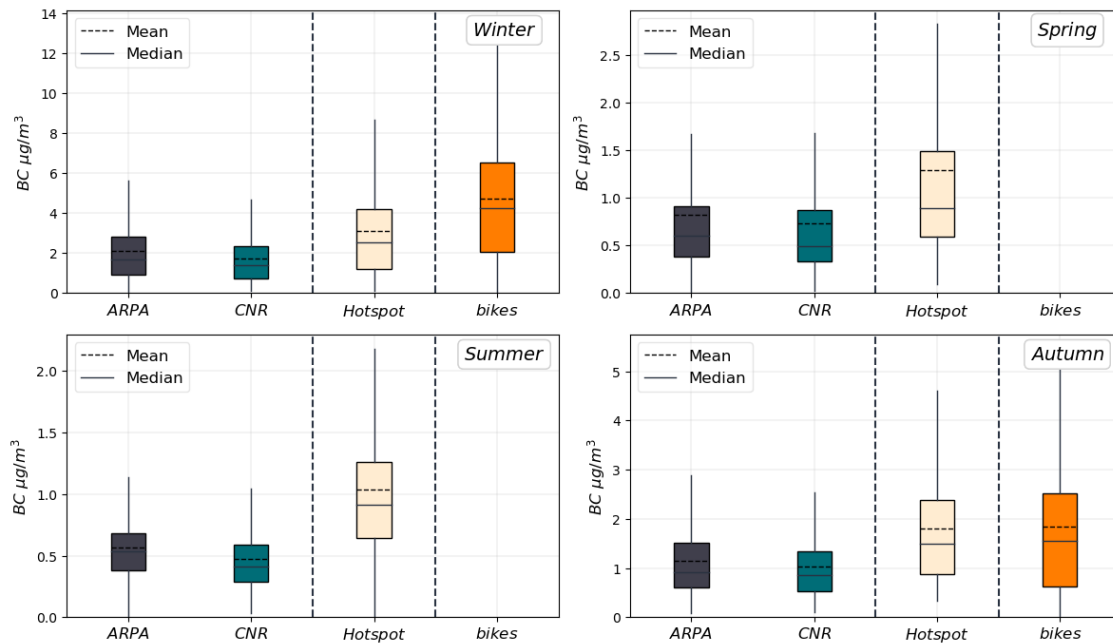 Winter
Mean
Median
BC μg/m³
14
12
10
8
6
4
2
0
ARPA CNR Hotspot bikes
Spring
Mean
Median
BC μg/m³
2.5
2.0
1.5
1.0
0.5
0.0
ARPA CNR Hotspot bikes
Summer
Mean
Median
BC μg/m³
2.0
1.5
1.0
0.5
0.0
ARPA CNR Hotspot bikes
Autumn
Mean
Median
BC μg/m³
5
4
3
2
1
0
ARPA CNR Hotspot bikes